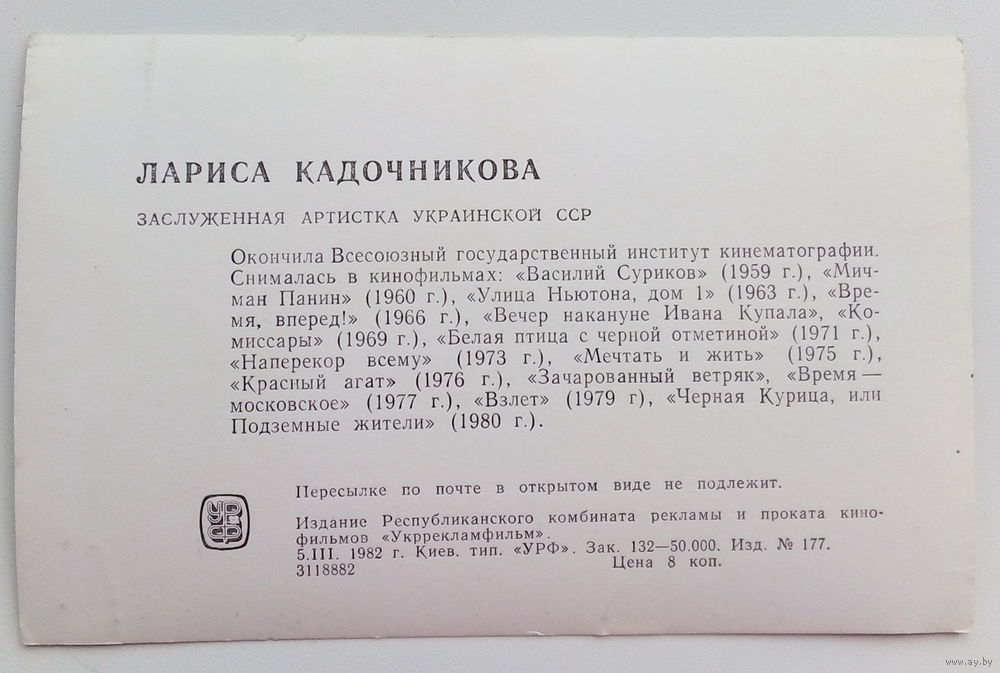 ЛАРИСА КАДОЧНИКОВА
ЗАСЛУЖЕННАЯ АРТИСТКА УКРАИНСКОЙ ССР
Окончила Всесоюзный государственный институт кинематографии.
Снималась в кинофильмах: «Василий Суриков» (1959 г.), «Мич-
ман Панин» (1960 г.), «Улица Ньютона, дом 1» (1963 г.), «Вре-
мя, вперед!» (1966 г.), «Вечер накануне Ивана Купала», «Ко-
миссары» (1969 г.), «Белая птица с черной отметиной» (1971 г.),
«Наперекор всему» (1973 г.), «Мечтать и жить» (1975 г.),
«Красный агат» (1976 г.), «Зачарованный ветряк», «Время —
московское» (1977 г.), «Взлет» (1979 г), «Черная Курица, или
Подземные жители» (1980 г.).
Пересылке по почте в открытом виде не подлежит.
УРФ
Издание Республиканского комбината рекламы и проката кино-
фильмов «Укррекламфильм».
5.III. 1982 г. Киев. тип. «УРФ». Зак. 132—50.000. Изд. № 177.
3118882 Цена 8 коп.
www.ay.by